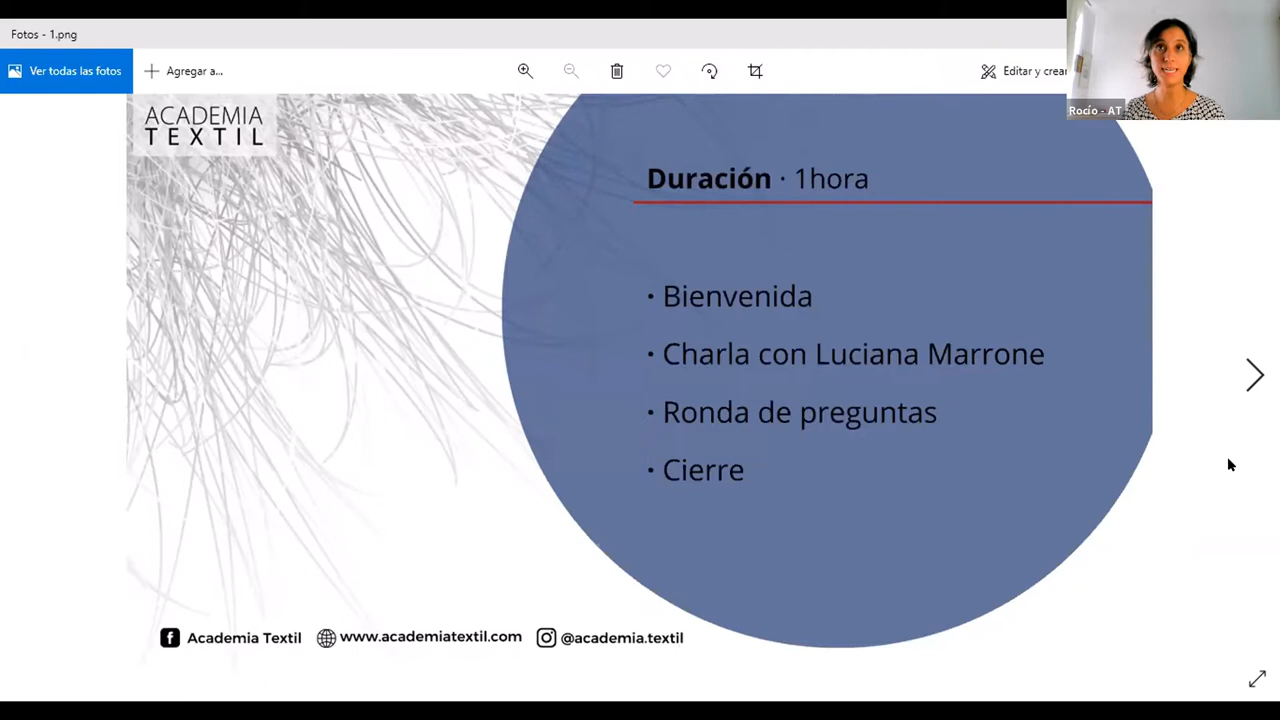 Fotos - 1.png
Ver todas las fotos
Agregar a...
Editar y crear
Rocío - AT
ACADEMIA
TEXTIL
Duración · 1hora
· Bienvenida
· Charla con Luciana Marrone
· Ronda de preguntas
· Cierre
Academia Textil www.academiatextil.com @academia.textil